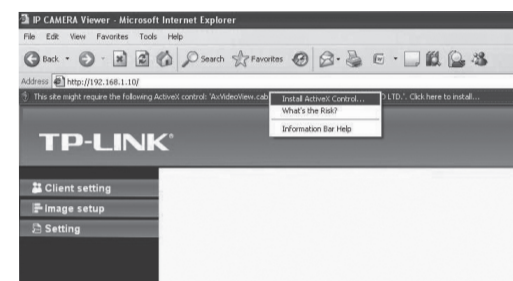 IP CAMERA Viewer - Microsoft Internet Explorer
File Edit View Favorites Tools Help
Back Search Favorites
Address http://192.168.1.10/
This site might require the following ActiveX control: 'AxVideoView.cab LTD.'. Click here to install...
Install ActiveX Control...
What's the Risk?
Information Bar Help
TP-LINK®
Client setting
Image setup
Setting